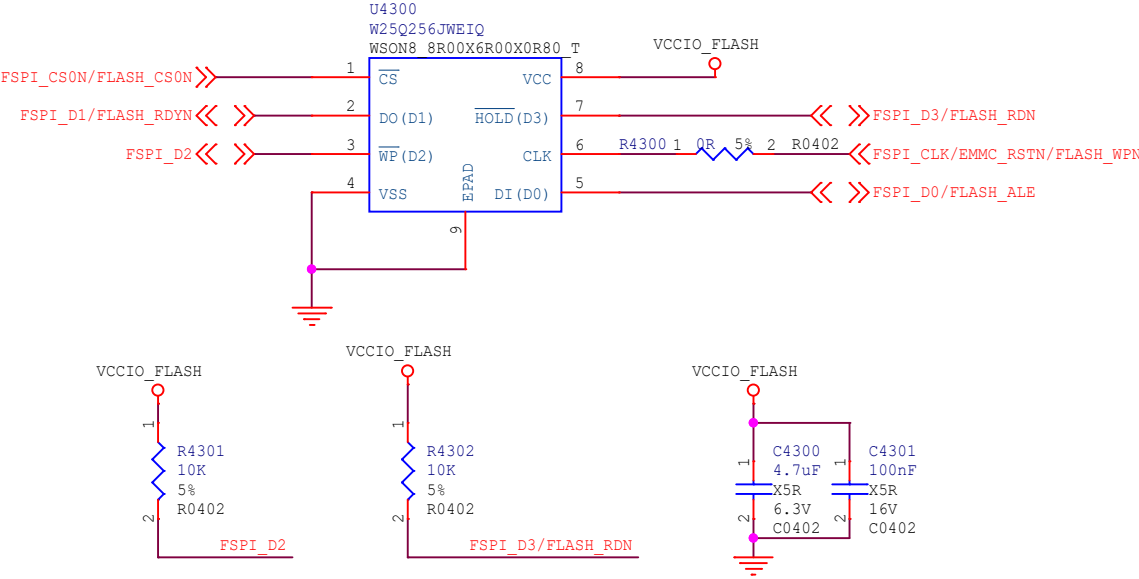 U4300
W25Q256JWEIQ
WSON8_8R00X6R00X0R80_T
VCCIO_FLASH
FSPI_CS0N/FLASH_CS0N 1 CS VCC 8
FSPI_D1/FLASH_RDYN 2 DO(D1) HOLD(D3) 7 FSPI_D3/FLASH_RDN
FSPI_D2 3 WP(D2) CLK 6 R4300 1 0R 5% 2 R0402 FSPI_CLK/EMMC_RSTN/FLASH_WPN
4 VSS EPAD DI(D0) 5 FSPI_D0/FLASH_ALE
9
VCCIO_FLASH
VCCIO_FLASH
VCCIO_FLASH
1
R4301
10K
5%
R0402
2
FSPI_D2
1
R4302
10K
5%
R0402
2
FSPI_D3/FLASH_RDN
1
C4300
4.7uF
X5R
6.3V
C0402
2
1
C4301
100nF
X5R
16V
C0402
2